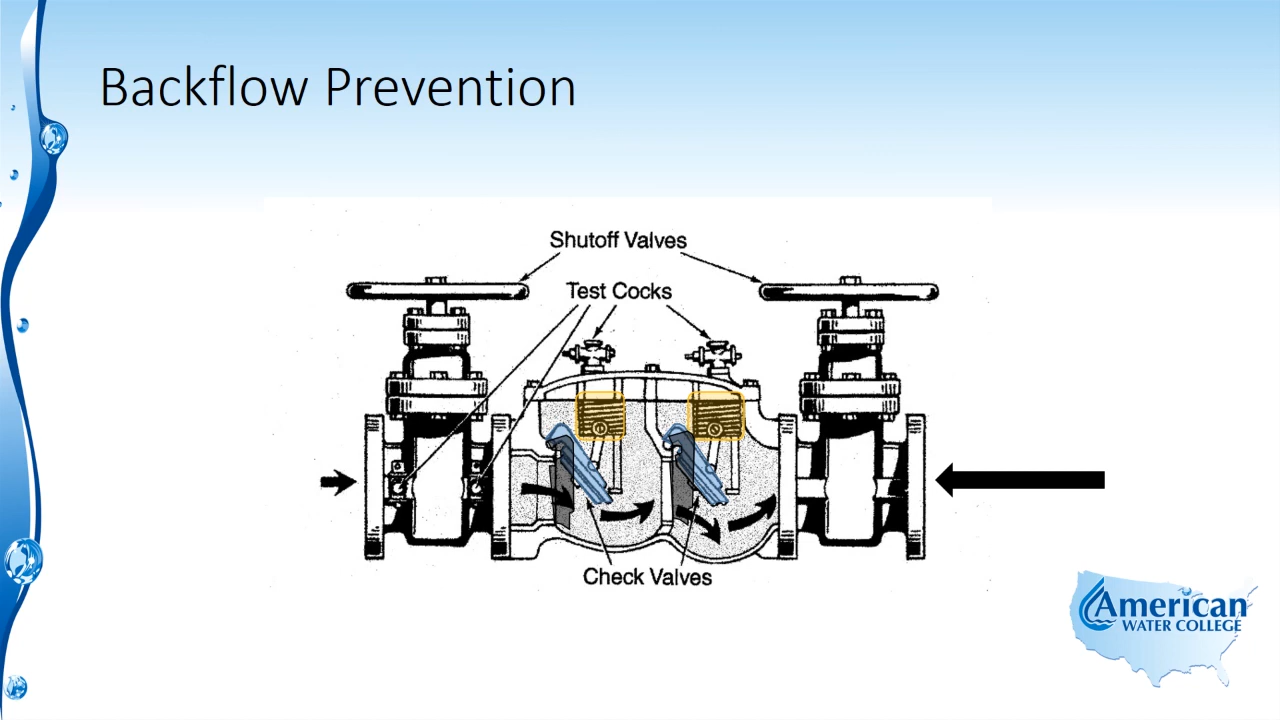 Backflow Prevention
Shutoff Valves
Test Cocks
Check Valves
American
WATER COLLEGE